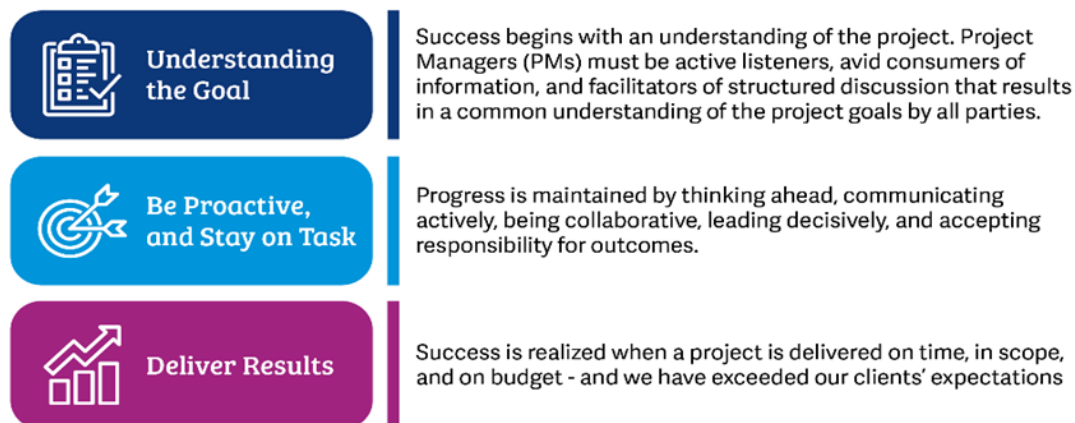 Understanding
the Goal
Success begins with an understanding of the project. Project
Managers (PMs) must be active listeners, avid consumers of
information, and facilitators of structured discussion that results
in a common understanding of the project goals by all parties.
Be Proactive,
and Stay on Task
Progress is maintained by thinking ahead, communicating
actively, being collaborative, leading decisively, and accepting
responsibility for outcomes.
Deliver Results
Success is realized when a project is delivered on time, in scope,
and on budget - and we have exceeded our clients’ expectations